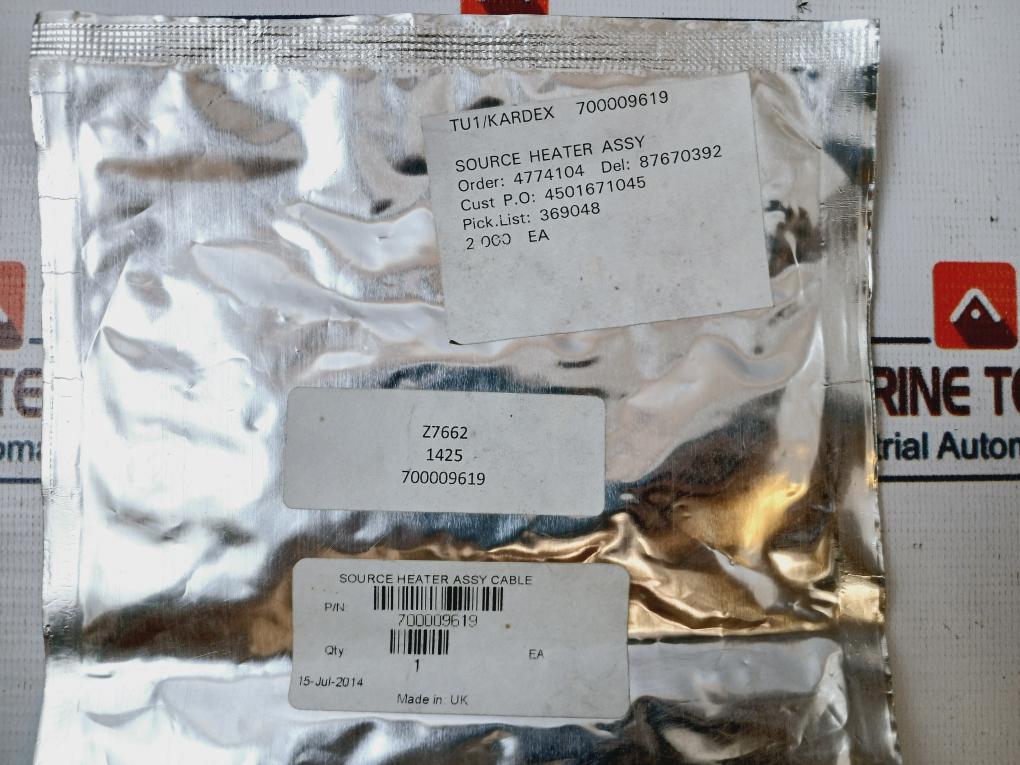 TU1/KARDEX 700009619
SOURCE HEATER ASSY
Order: 4774104 Del: 87670392
Cust P.O: 4501671045
Pick.List: 369048
2 000 EA
Z7662
1425
700009619
SOURCE HEATER ASSY CABLE
P/N:
700009619
Qty
1
EA
15-Jul-2014
Made in: UK
TE
oma
RINE TE
trial Autom